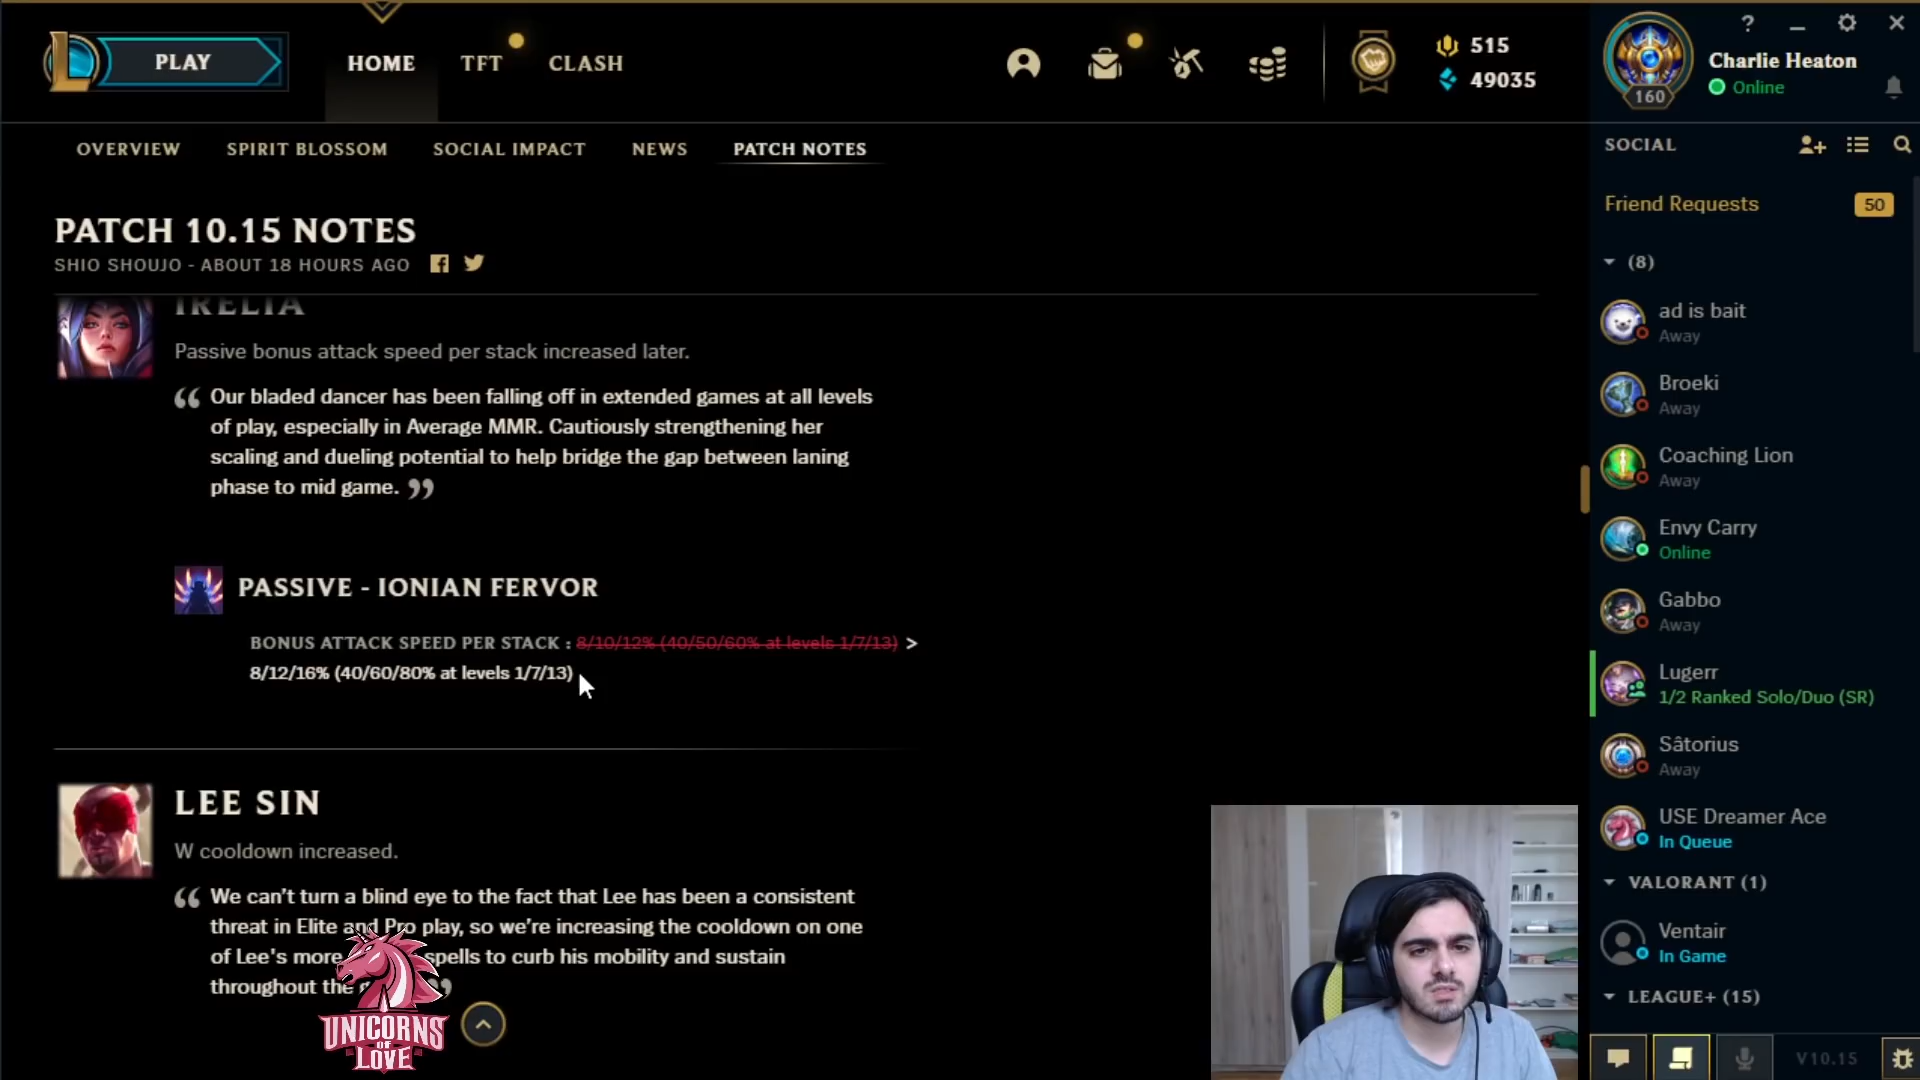 PLAY
HOME
TFT
CLASH
515
49035
160
Charlie Heaton
Online
OVERVIEW
SPIRIT BLOSSOM
SOCIAL IMPACT
NEWS
PATCH NOTES
PATCH 10.15 NOTES
SHIO SHOUJO - ABOUT 18 HOURS AGO
IRELIA
Passive bonus attack speed per stack increased later.
“ Our bladed dancer has been falling off in extended games at all levels
of play, especially in Average MMR. Cautiously strengthening her
scaling and dueling potential to help bridge the gap between laning
phase to mid game. ”
PASSIVE - IONIAN FERVOR
BONUS ATTACK SPEED PER STACK : 8/10/12% (40/50/60% at levels 1/7/13) >
8/12/16% (40/60/80% at levels 1/7/13)
LEE SIN
W cooldown increased.
“ We can't turn a blind eye to the fact that Lee has been a consistent
threat in Elite and Pro play, so we're increasing the cooldown on one
of Lee's more spells to curb his mobility and sustain
throughout the
UNICORNS
OF
LOVE
SOCIAL
Friend Requests
50
(8)
ad is bait
Away
Broeki
Away
Coaching Lion
Away
Envy Carry
Online
Gabbo
Away
Lugerr
1/2 Ranked Solo/Duo (SR)
Sâtorius
Away
USE Dreamer Ace
In Queue
VALORANT (1)
Ventair
In Game
LEAGUE+ (15)
V10.15